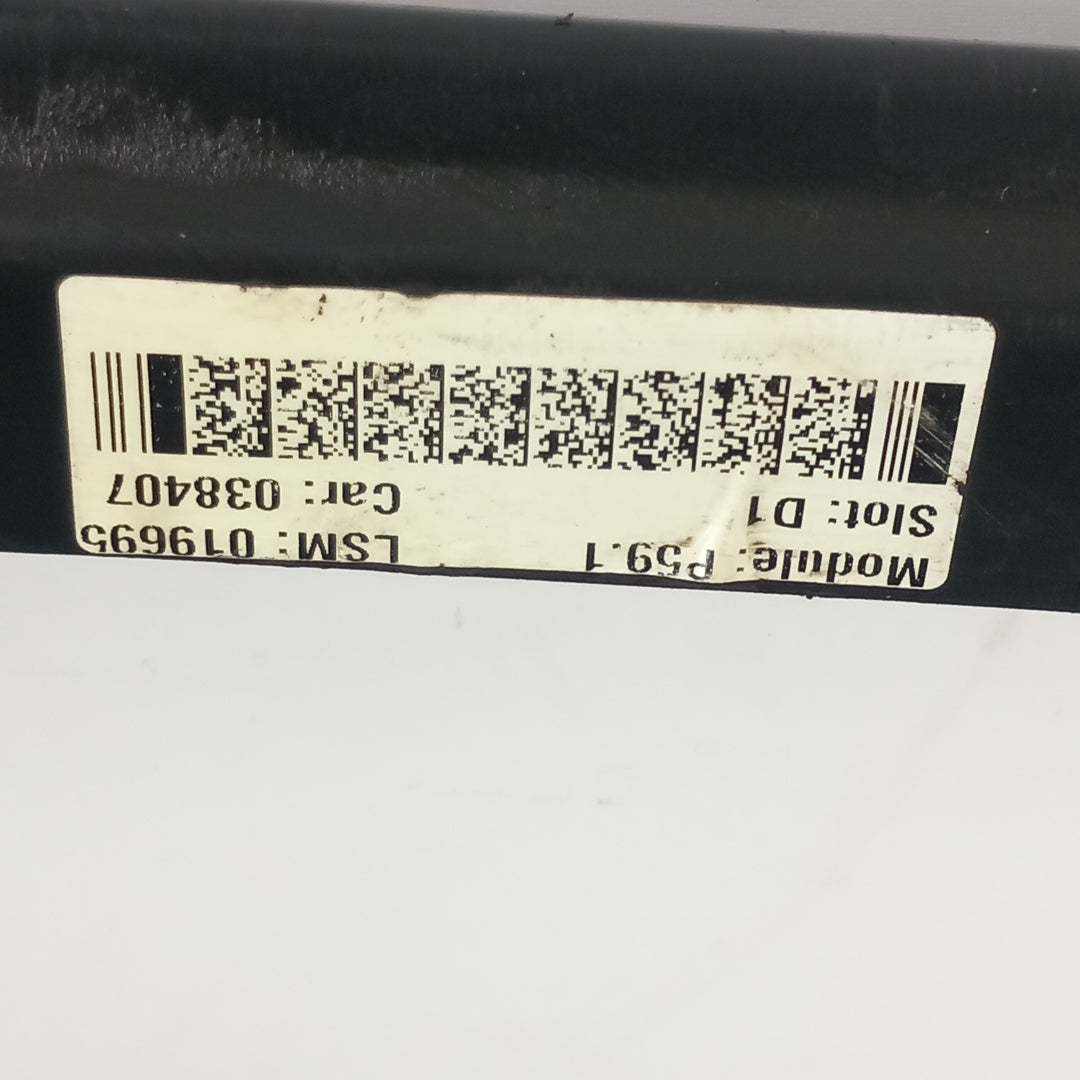 Module: P59.1 LSM: 019695
Slot: D1 Car: 038407